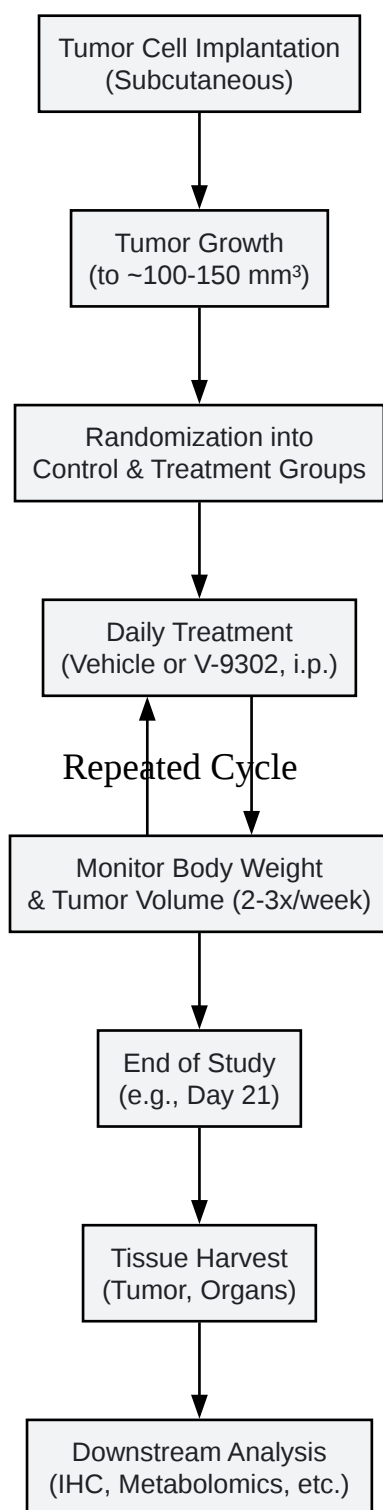 Tumor Cell Implantation
(Subcutaneous)
Tumor Growth
(to ~100-150 mm³)
Randomization into
Control & Treatment Groups
Daily Treatment
(Vehicle or V-9302, i.p.)
Repeated Cycle
Monitor Body Weight
& Tumor Volume (2-3x/week)
End of Study
(e.g., Day 21)
Tissue Harvest
(Tumor, Organs)
Downstream Analysis
(IHC, Metabolomics, etc.)